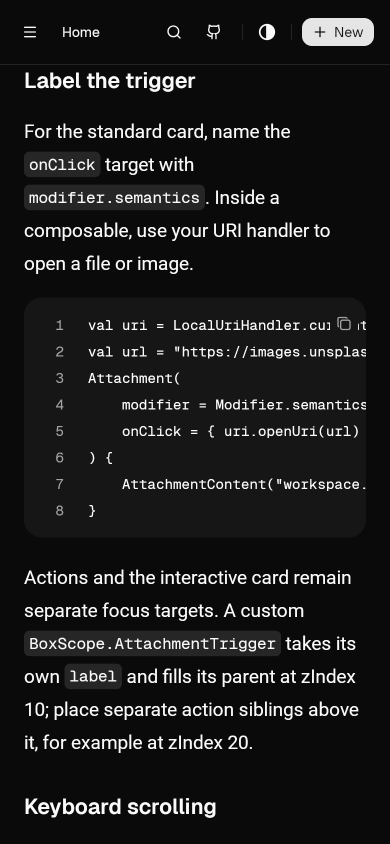 Home
New
Label the trigger
For the standard card, name the
onClick target with
modifier.semantics. Inside a
composable, use your URI handler to
open a file or image.
1 val uri = LocalUriHandler.cur
2 val url = "https://images.unsplas
3 Attachment(
4 modifier = Modifier.semantics
5 onClick = { uri.openUri(url)
6 ) {
7 AttachmentContent("workspace.
8 }
Actions and the interactive card remain
separate focus targets. A custom
BoxScope.AttachmentTrigger takes its
own label and fills its parent at zIndex
10; place separate action siblings above
it, for example at zIndex 20.
Keyboard scrolling